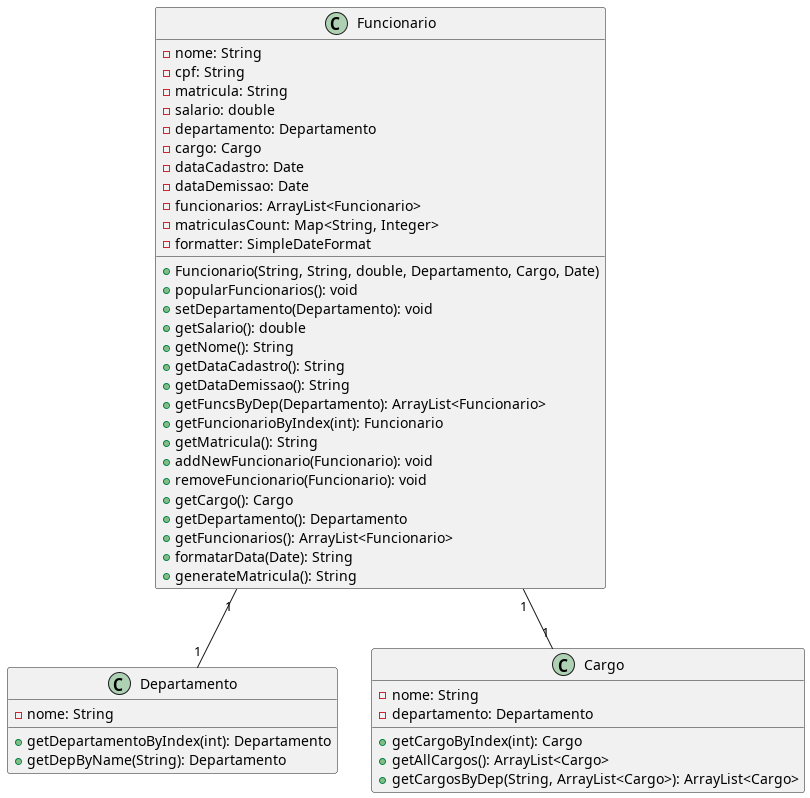 C Funcionario
nome: String
cpf: String
matricula: String
salario: double
departamento: Departamento
cargo: Cargo
dataCadastro: Date
dataDemissao: Date
funcionarios: ArrayList<Funcionario>
matriculasCount: Map<String, Integer>
formatter: SimpleDateFormat
Funcionario(String, String, double, Departamento, Cargo, Date)
popularFuncionarios(): void
setDepartamento(Departamento): void
getSalario(): double
getNome(): String
getDataCadastro(): String
getDataDemissao(): String
getFuncsByDep(Departamento): ArrayList<Funcionario>
getFuncionarioByIndex(int): Funcionario
getMatricula(): String
addNewFuncionario(Funcionario): void
removeFuncionario(Funcionario): void
getCargo(): Cargo
getDepartamento(): Departamento
getFuncionarios(): ArrayList<Funcionario>
formatarData(Date): String
generateMatricula(): String
1
1
1
1
C Departamento
nome: String
getDepartamentoByIndex(int): Departamento
getDepByName(String): Departamento
C Cargo
nome: String
departamento: Departamento
getCargoByIndex(int): Cargo
getAllCargos(): ArrayList<Cargo>
getCargosByDep(String, ArrayList<Cargo>): ArrayList<Cargo>